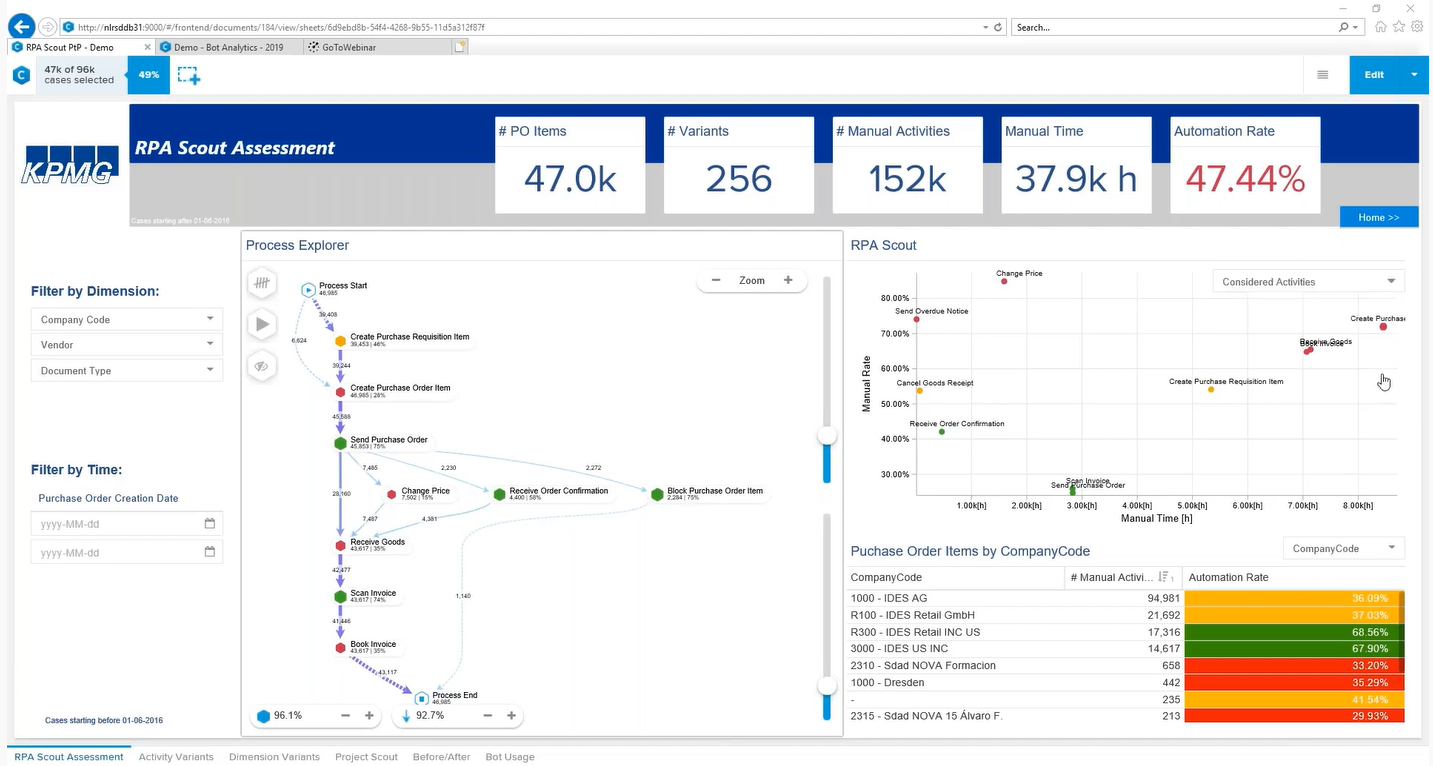 http://nlrsddb31:9000/#/frontend/documents/184/view/sheets/6d9ebd8b-54f4-4268-9b55-11d5a312f87f
Search...
RPA Scout PtP - Demo
Demo - Bot Analytics - 2019
GoToWebinar
47k of 96k
cases selected
49%
Edit
KPMG
RPA Scout Assessment
Cases starting after 01-06-2016
# PO Items
47.0k
# Variants
256
# Manual Activities
152k
Manual Time
37.9k h
Automation Rate
47.44%
Home >>
Filter by Dimension:
Company Code
Vendor
Document Type
Filter by Time:
Purchase Order Creation Date
yyyy-MM-dd
yyyy-MM-dd
Cases starting before 01-06-2016
Process Explorer
Zoom
Process Start
46,985
39,408
6,624
Create Purchase Requisition Item
39,453 | 46%
39,244
Create Purchase Order Item
46,985 | 28%
45,588
Send Purchase Order
45,853 | 75%
7,485
2,230
2,272
28,160
Change Price
7,502 | 15%
Receive Order Confirmation
4,400 | 58%
Block Purchase Order Item
2,284 | 75%
7,487
4,381
Receive Goods
43,617 | 35%
42,477
Scan Invoice
43,617 | 74%
1,140
41,446
Book Invoice
43,617 | 35%
43,117
Process End
46,985
96.1%
92.7%
RPA Scout
Considered Activities
Manual Rate
80.00%
70.00%
60.00%
50.00%
40.00%
30.00%
Change Price
Send Overdue Notice
Create Purchase
Receive Goods
Book Invoice
Cancel Goods Receipt
Create Purchase Requisition Item
Receive Order Confirmation
Scan Invoice
Send Purchase Order
1.00k[h]
2.00k[h]
3.00k[h]
4.00k[h]
5.00k[h]
6.00k[h]
7.00k[h]
8.00k[h]
Manual Time [h]
Puchase Order Items by CompanyCode
CompanyCode
CompanyCode # Manual Activi... 1 Automation Rate
1000 - IDES AG 94,981 36.09%
R100 - IDES Retail GmbH 21,692 37.03%
R300 - IDES Retail INC US 17,316 68.56%
3000 - IDES US INC 14,617 67.90%
2310 - Sdad NOVA Formacion 658 33.20%
1000 - Dresden 442 35.29%
- 235 41.54%
2315 - Sdad NOVA 15 Álvaro F. 213 29.93%
RPA Scout Assessment
Activity Variants
Dimension Variants
Project Scout
Before/After
Bot Usage